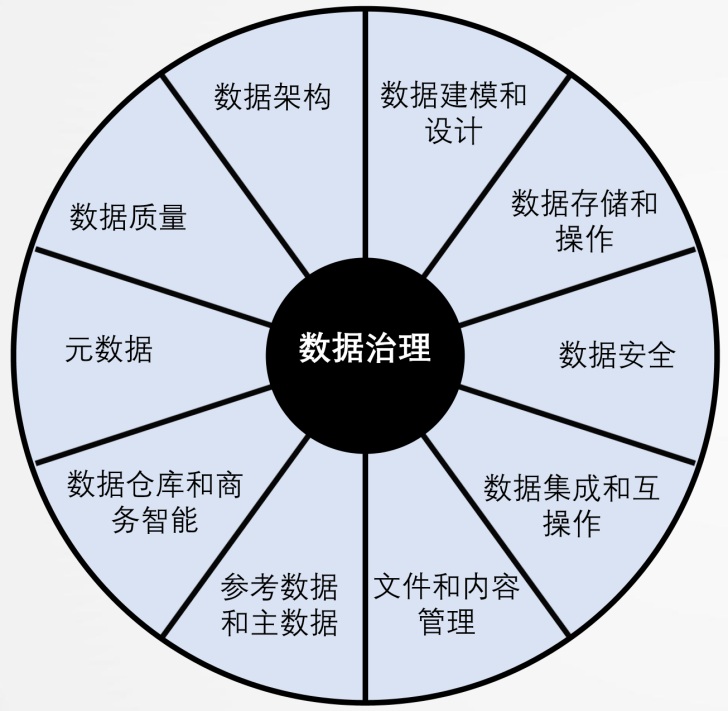 数据架构
数据建模和
设计
数据存储和
操作
数据安全
数据集成和互
操作
文件和内容
管理
参考数据
和主数据
数据仓库和商
务智能
元数据
数据质量
数据治理